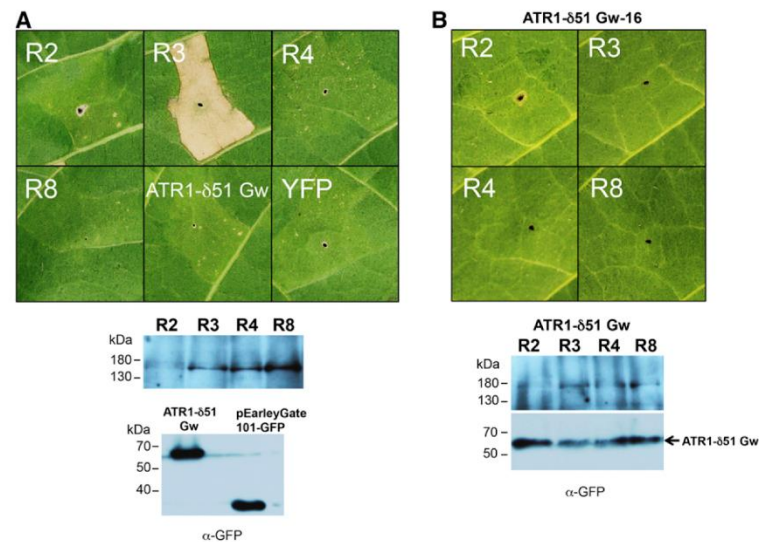 A
R2
R3
R4
R8
ATR1-δ51 Gw
YFP
R2 R3 R4 R8
kDa
180
130
ATR1-δ51
Gw
pEarleyGate
101-GFP
kDa
70
50
40
α-GFP
B
ATR1-δ51 Gw-16
R2
R3
R4
R8
ATR1-δ51 Gw
R2 R3 R4 R8
kDa
180
130
70
50
ATR1-δ51 Gw
α-GFP